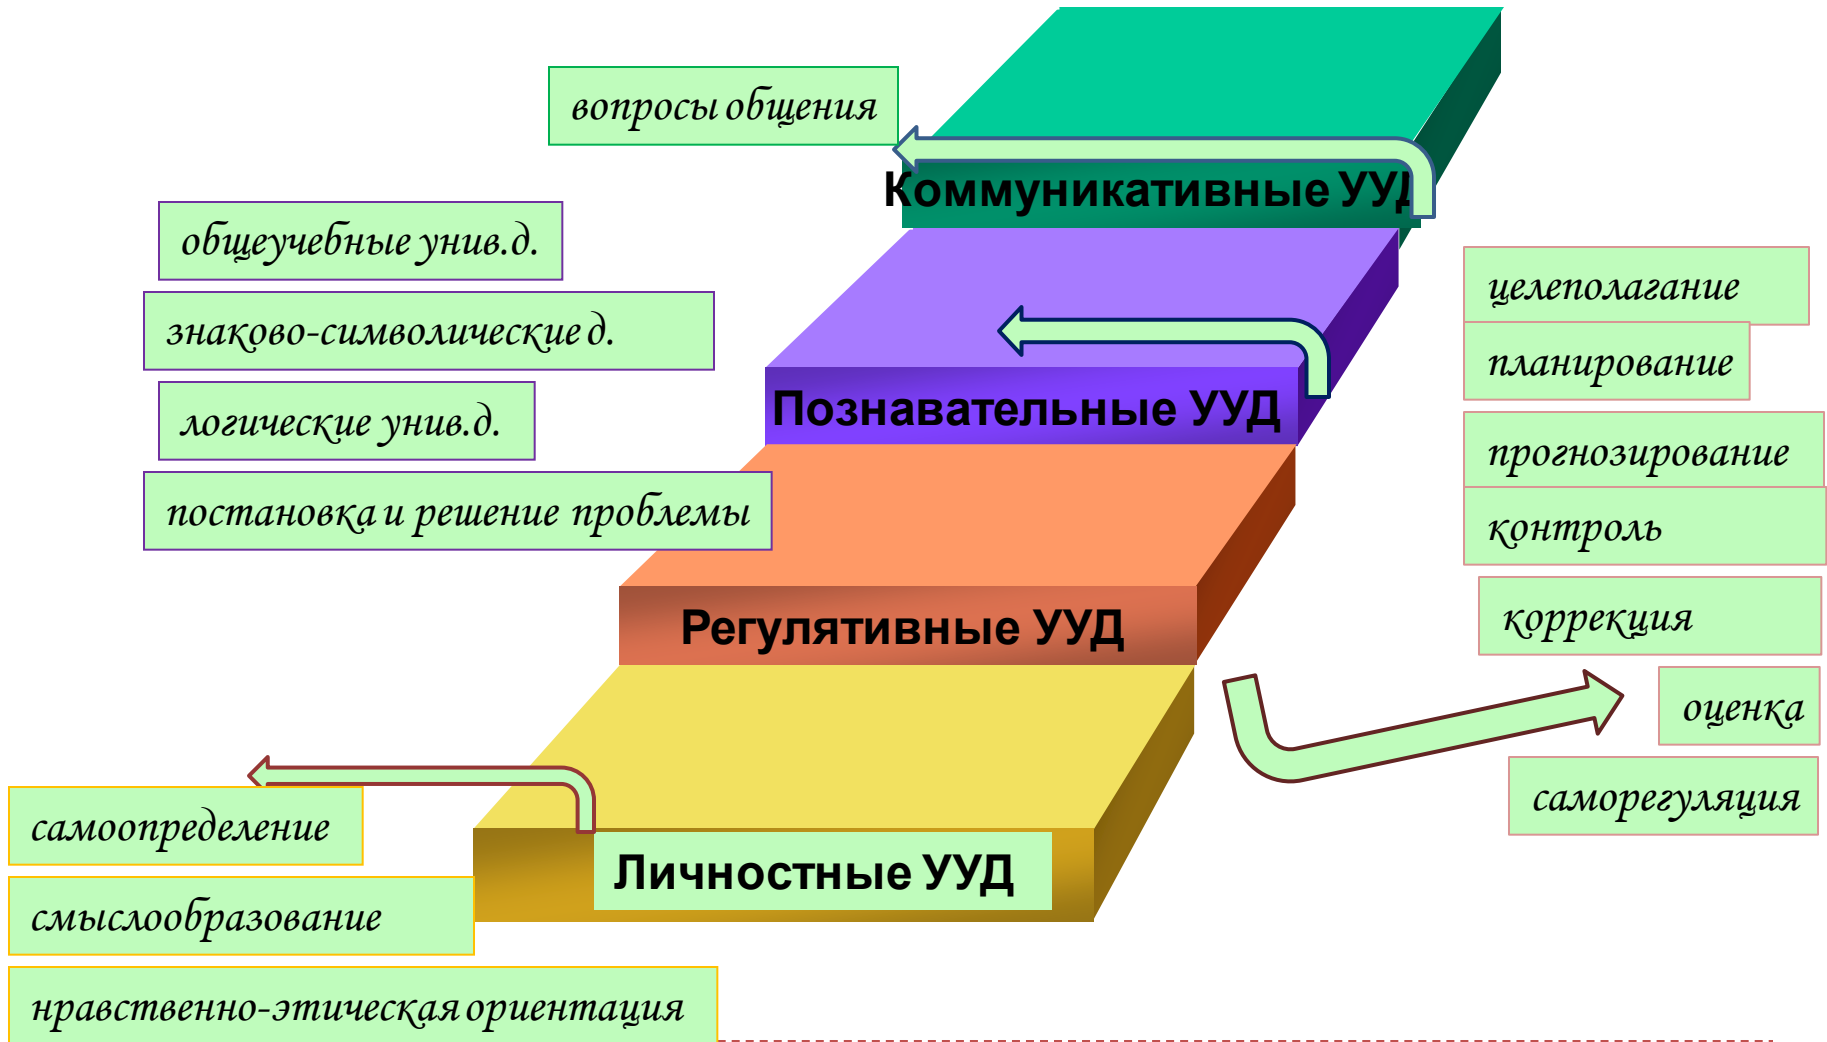 вопросы общения
Коммуникативные УУД
общеучебные унив.д.
знаково-символические д.
логические унив.д.
постановка и решение проблемы
Познавательные УУД
целеполагание
планирование
прогнозирование
контроль
коррекция
оценка
саморегуляция
Регулятивные УУД
Личностные УУД
самоопределение
смыслообразование
нравственно-этическая ориентация